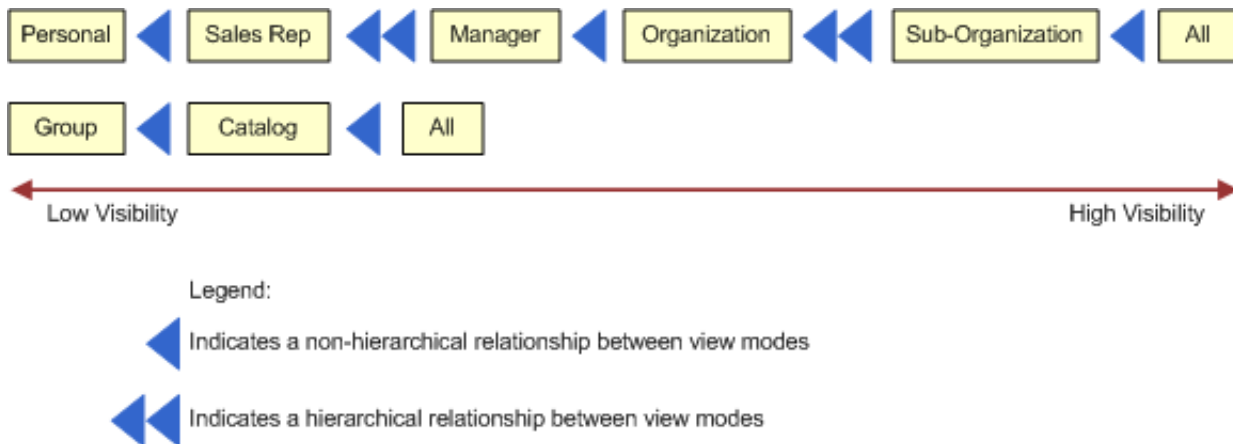 Personal Sales Rep Manager Organization Sub-Organization All
Group Catalog All
Low Visibility High Visibility
Legend:
Indicates a non-hierarchical relationship between view modes
Indicates a hierarchical relationship between view modes